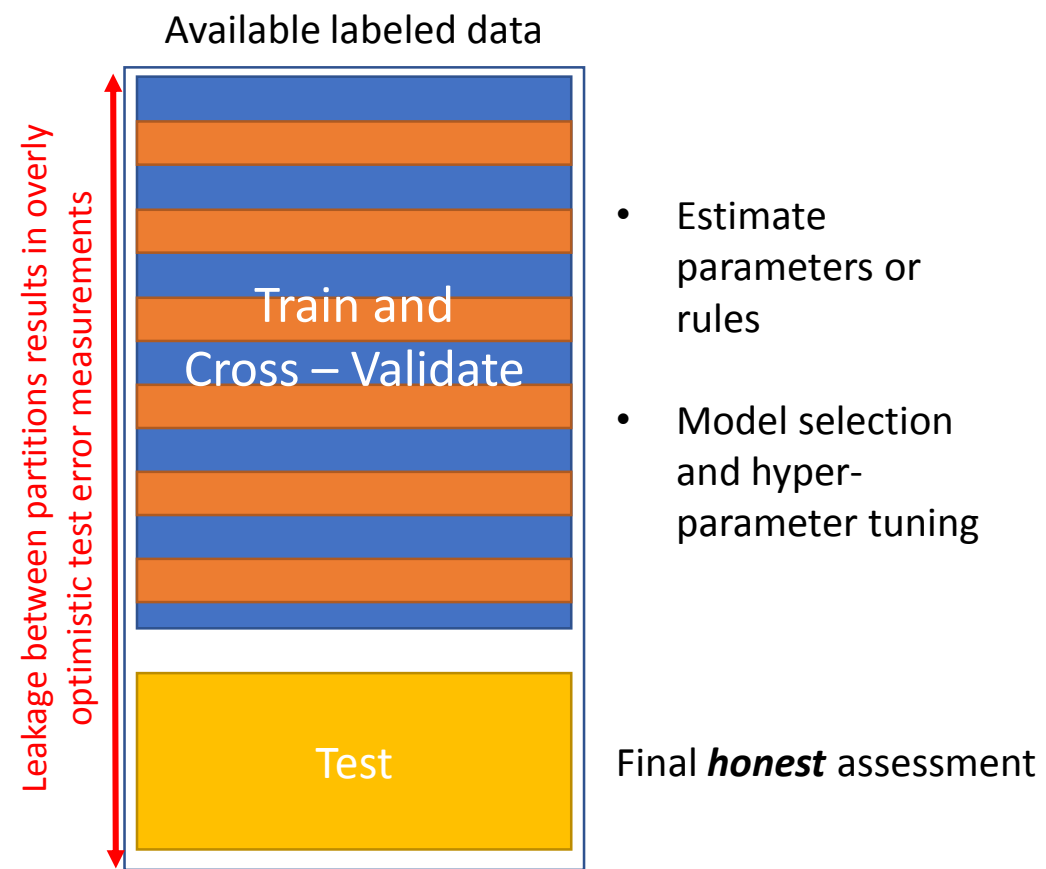 Available labeled data
Leakage between partitions results in overly
optimistic test error measurements
Train and
Cross – Validate
• Estimate
parameters or
rules
• Model selection
and hyper-
parameter tuning
Test
Final honest assessment